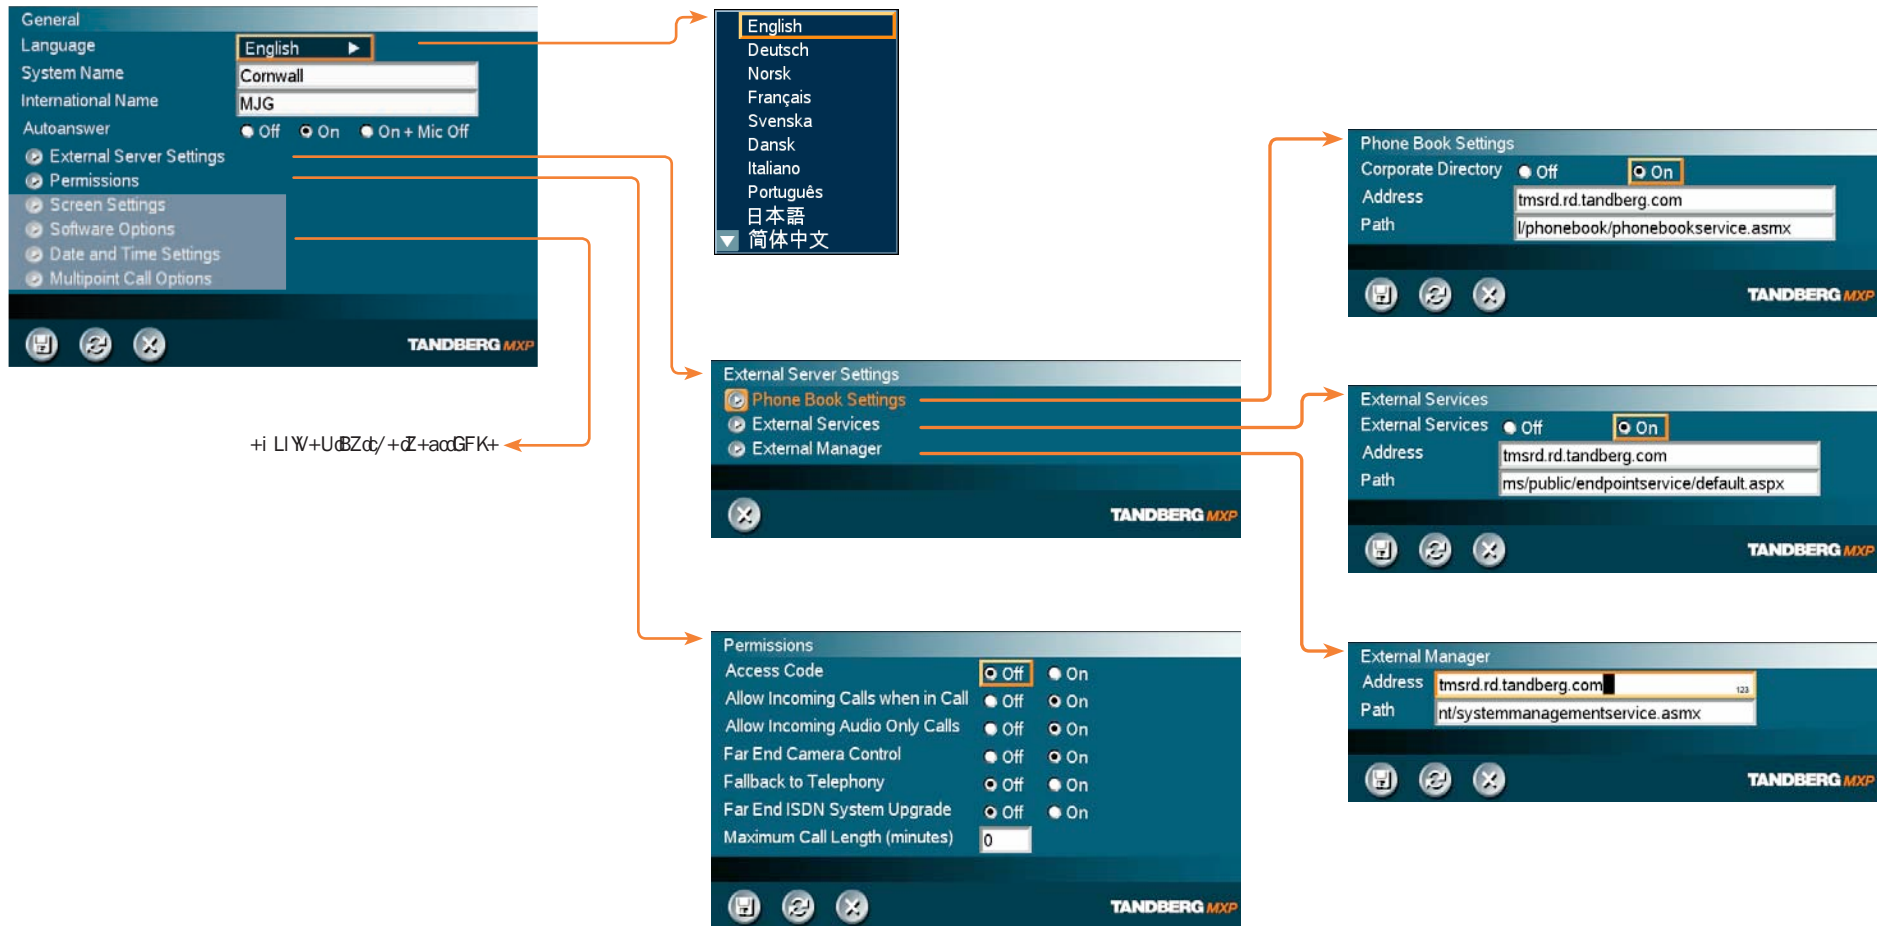 General
Language English
System Name Cornwall
International Name MJG
Autoanswer Off On On + Mic Off
External Server Settings
Permissions
Screen Settings
Software Options
Date and Time Settings
Multipoint Call Options
TANDBERG MXP
English
Deutsch
Norsk
Français
Svenska
Dansk
Italiano
Português
日本語
简体中文
External Server Settings
Phone Book Settings
External Services
External Manager
TANDBERG MXP
Permissions
Access Code Off On
Allow Incoming Calls when in Call Off On
Allow Incoming Audio Only Calls Off On
Far End Camera Control Off On
Fallback to Telephony Off On
Far End ISDN System Upgrade Off On
Maximum Call Length (minutes) 0
TANDBERG MXP
Phone Book Settings
Corporate Directory Off On
Address tmsrd.rd.tandberg.com
Path l/phonebook/phonebookservice.asmx
TANDBERG MXP
External Services
External Services Off On
Address tmsrd.rd.tandberg.com
Path ms/public/endpointservice/default.aspx
TANDBERG MXP
External Manager
Address tmsrd.rd.tandberg.com 123
Path nt/systemmanagementservice.asmx
TANDBERG MXP